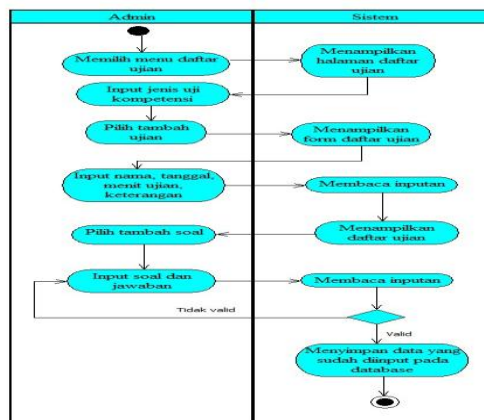 Admin
Sistem
Memilih menu daftar
ujian
Menampilkan
halaman daftar
ujian
Input jenis uji
kompetensi
Pilih tambah
ujian
Menampilkan
form daftar ujian
Input nama, tanggal,
menit ujian,
keterangan
Membaca inputan
Menampilkan
daftar ujian
Pilih tambah soal
Input soal dan
jawaban
Membaca inputan
Tidak valid
Valid
Menyimpan data yang
sudah diinput pada
database